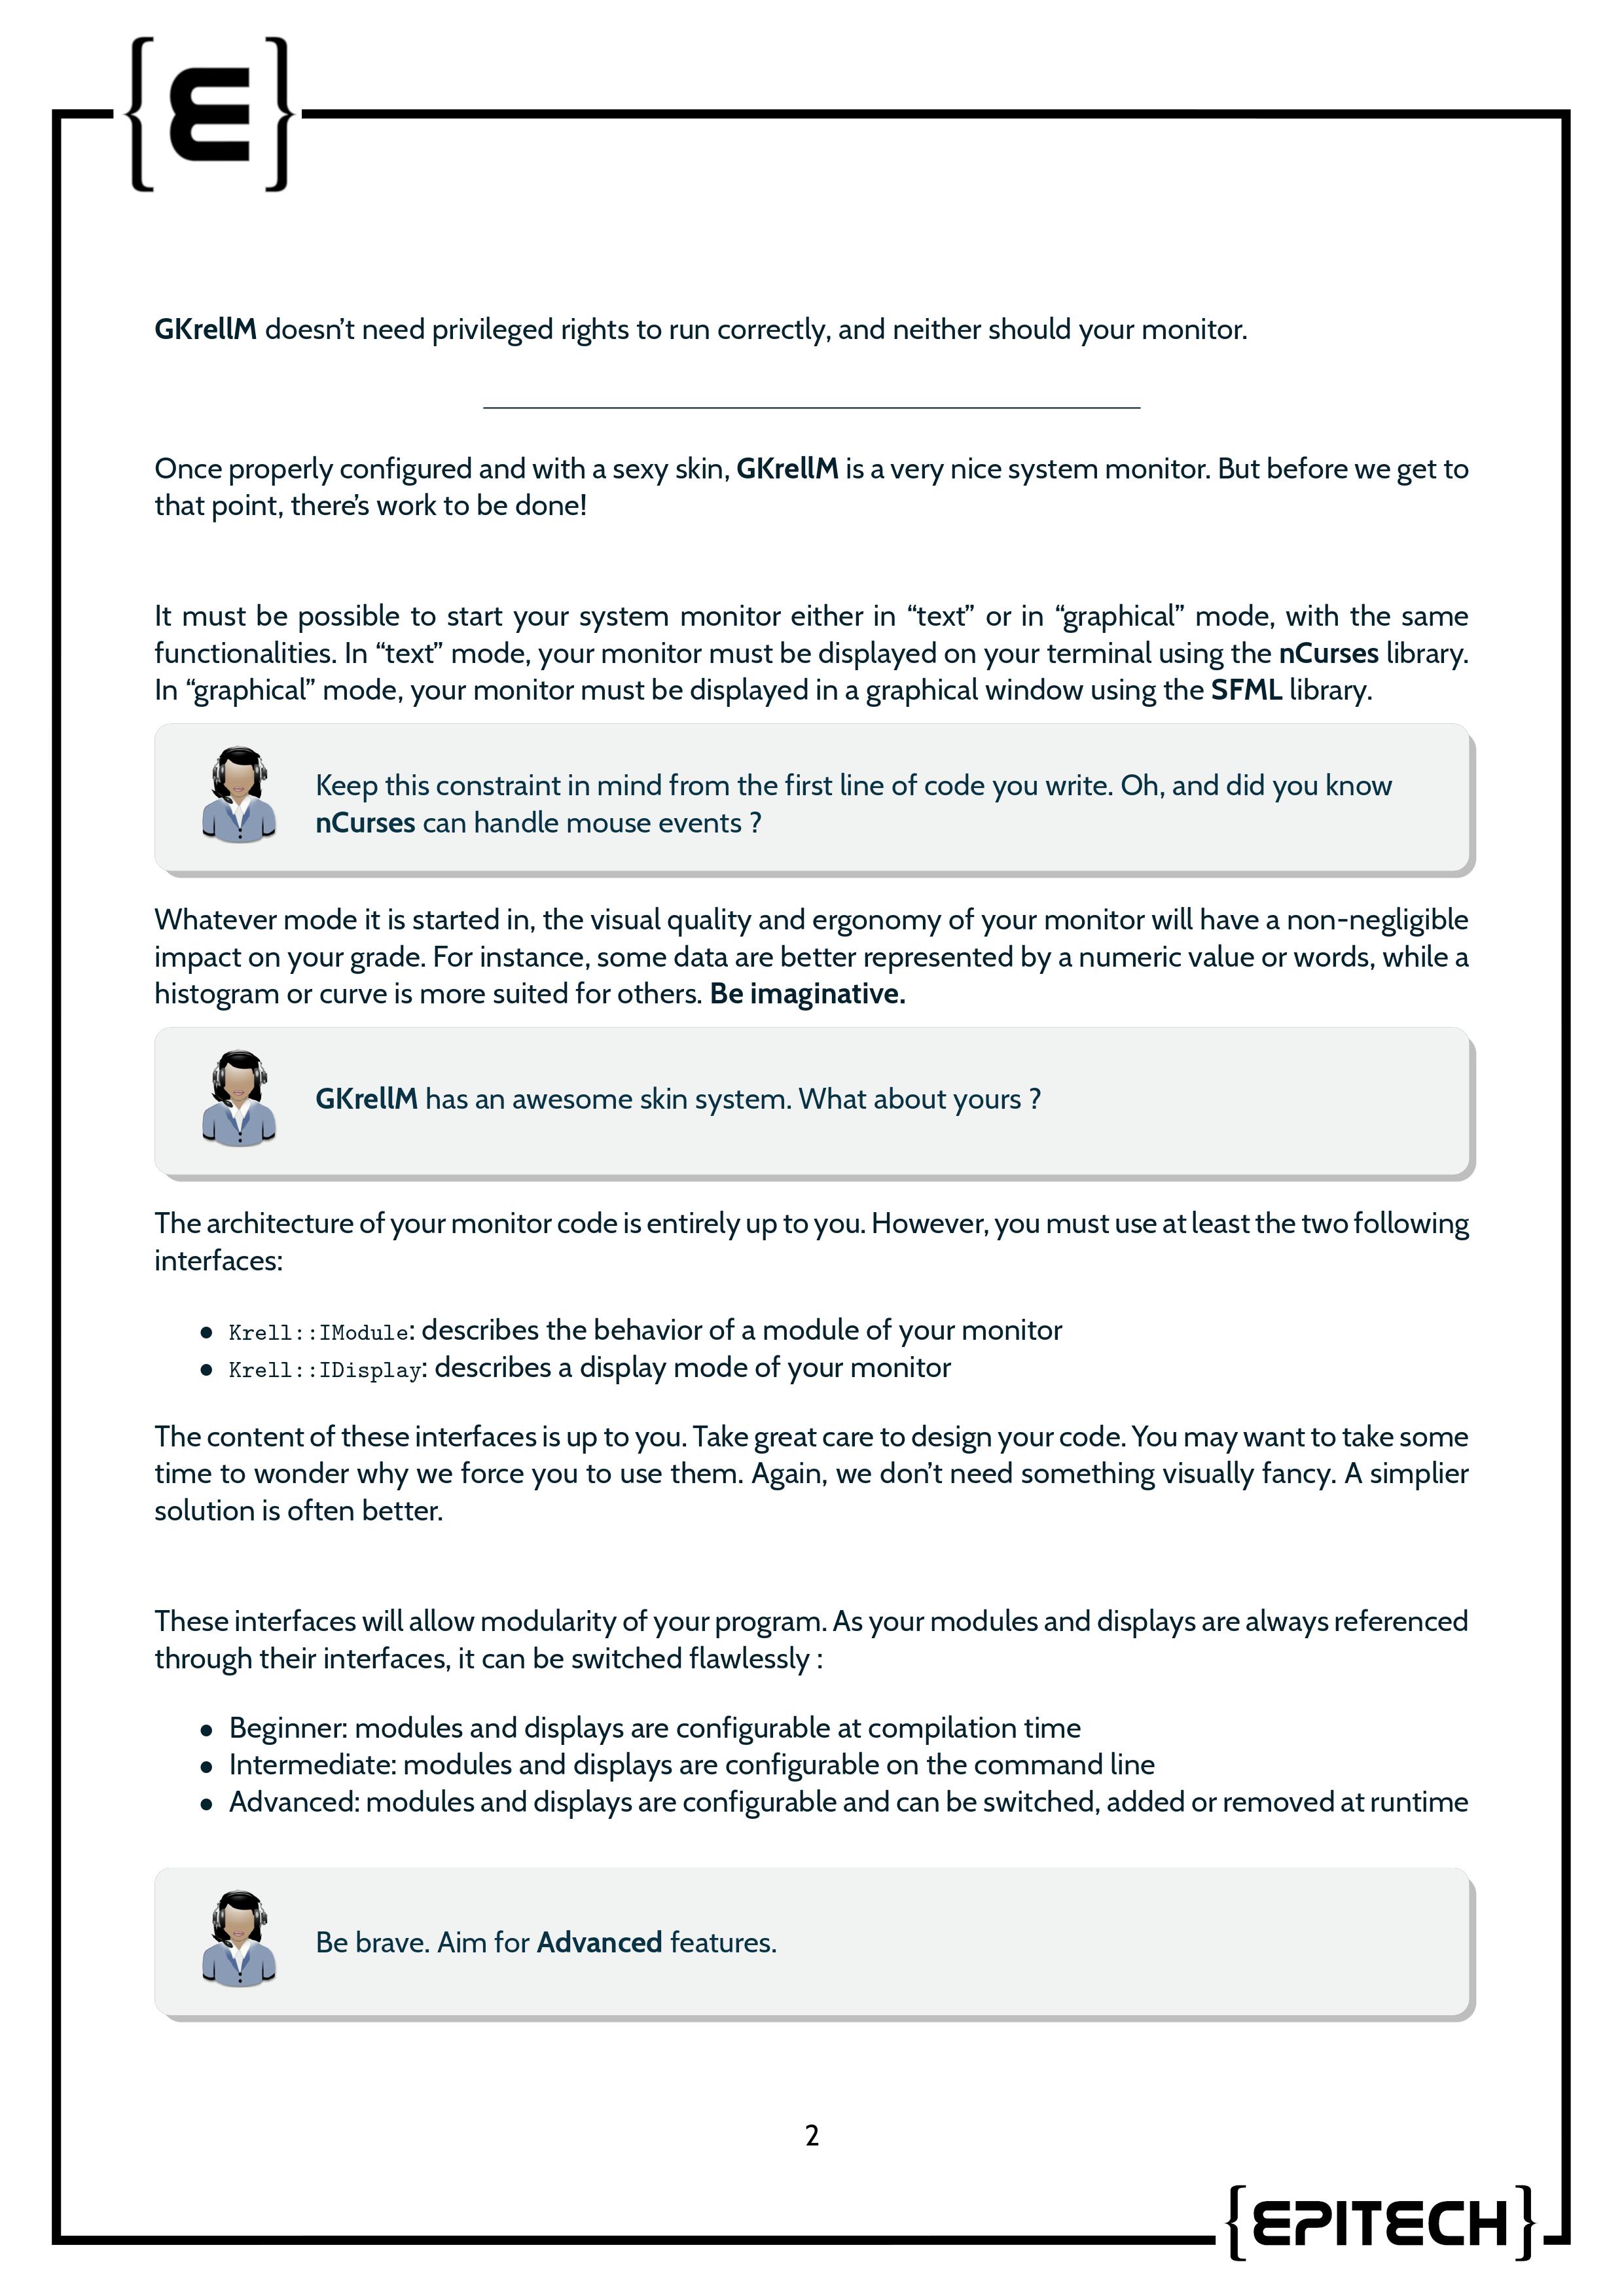 {E}
GKrellM doesn’t need privileged rights to run correctly, and neither should your monitor.
Once properly configured and with a sexy skin, GKrellM is a very nice system monitor. But before we get to
that point, there’s work to be done!
It must be possible to start your system monitor either in “text” or in “graphical” mode, with the same
functionalities. In “text” mode, your monitor must be displayed on your terminal using the nCurses library.
In “graphical” mode, your monitor must be displayed in a graphical window using the SFML library.
Keep this constraint in mind from the first line of code you write. Oh, and did you know
nCurses can handle mouse events ?
Whatever mode it is started in, the visual quality and ergonomy of your monitor will have a non-negligible
impact on your grade. For instance, some data are better represented by a numeric value or words, while a
histogram or curve is more suited for others. Be imaginative.
GKrellM has an awesome skin system. What about yours ?
The architecture of your monitor code is entirely up to you. However, you must use at least the two following
interfaces:
● Krell::IModule: describes the behavior of a module of your monitor
● Krell::IDisplay: describes a display mode of your monitor
The content of these interfaces is up to you. Take great care to design your code. You may want to take some
time to wonder why we force you to use them. Again, we don’t need something visually fancy. A simplier
solution is often better.
These interfaces will allow modularity of your program. As your modules and displays are always referenced
through their interfaces, it can be switched flawlessly :
● Beginner: modules and displays are configurable at compilation time
● Intermediate: modules and displays are configurable on the command line
● Advanced: modules and displays are configurable and can be switched, added or removed at runtime
Be brave. Aim for Advanced features.
2
{EPITECH}